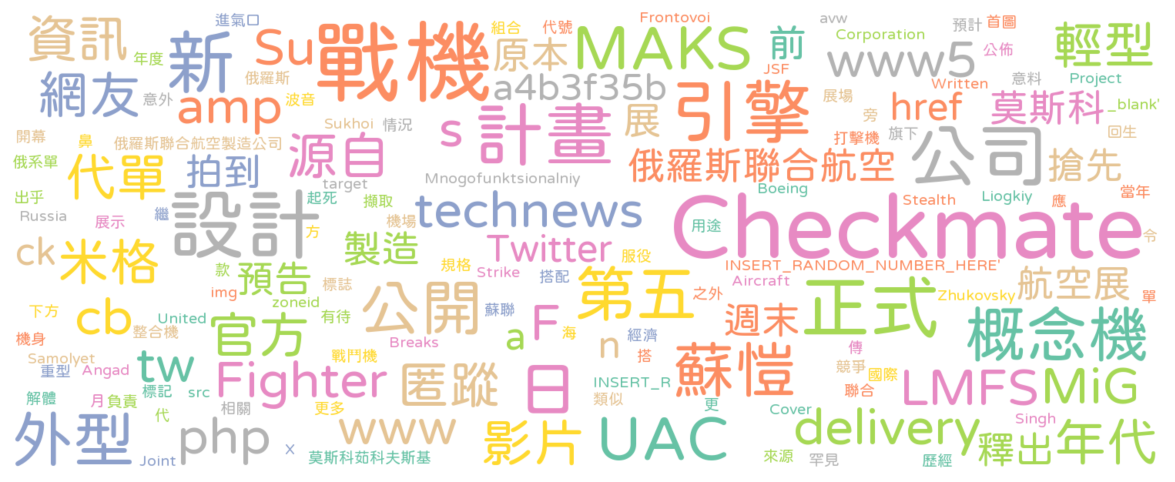 進氣口
組合
代號
Frontovoi
avw
預計
首圖
資訊
年度
新
Su
戰機
原本
MAKS
前
Corporation
公佈
輕型
JSF
www5
俄羅斯
網友
意外
amp
波音
a4b3f35b
引擎
展場
Written
意料
Project
href
莫斯科
_blank'
開幕
鼻
俄羅斯聯合航空製造公司
Sukhoi
情況
s
計畫
展
旁
打擊機
旗下
公司
回生
俄系單
代單
拍到
源自
俄羅斯聯合航空
搶先
出乎
target
Mnogofunktsionalniy
Boeing
Stealth
Liogkiy
當年
起死
擷取
Russia
展示
繼
設計
方
機場
technews
用途
Checkmate
應
令
ck
米格
製造
Twitter
規格
服役
款
預告
標誌
Strike
搭配
第五
INSERT_RANDOM_NUMBER_HERE'
航空展
img
zoneid
Aircraft
之外
單
下方
cb
United
有待
公開
蘇聯
F
正式
Zhukovsky
機身
整合機
官方
a
海
經濟
週末
概念機
Samolyet
戰鬥機
Breaks
n
搭
傳
重型
Angad
tw
Fighter
匿蹤
日
INSERT_R
蘇愷
競爭
國際
標記
src
類似
聯合
LMFS
MiG
解體
月
負責
相關
更多
更
Cover
Singh
代
外型
php
www
影片
UAC
delivery
釋出
年代
Joint
X
莫斯科茹科夫斯基
來源
罕見
歷經